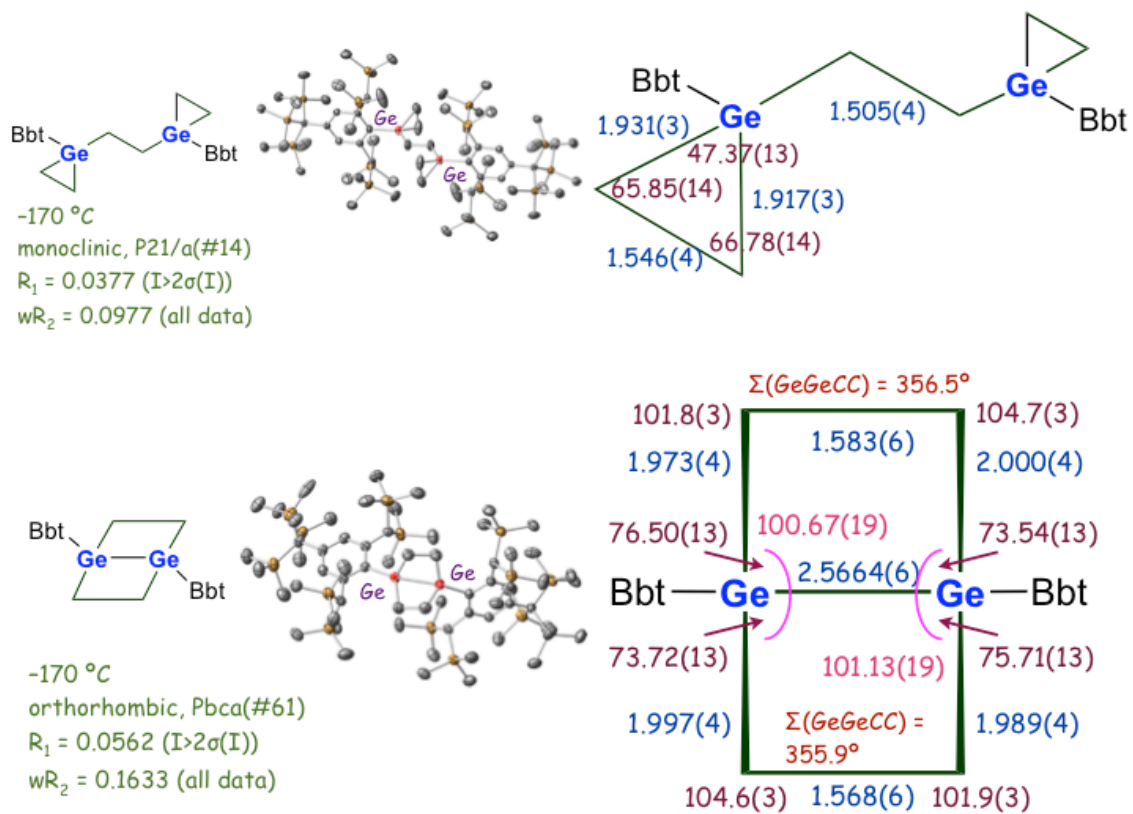 Bbt
Ge
Ge
Bbt
Ge
Ge
-170 °C
monoclinic, P21/a(#14)
R1 = 0.0377 (I>2σ(I))
wR2 = 0.0977 (all data)
Bbt
Ge
1.931(3)
1.505(4)
Ge
Bbt
47.37(13)
65.85(14)
1.917(3)
66.78(14)
1.546(4)
Bbt
Ge
Ge
Bbt
Ge
Ge
-170 °C
orthorhombic, Pbca(#61)
R1 = 0.0562 (I>2σ(I))
wR2 = 0.1633 (all data)
Σ(GeGeCC) = 356.5°
101.8(3)
104.7(3)
1.583(6)
1.973(4)
2.000(4)
76.50(13)
100.67(19)
73.54(13)
2.5664(6)
Bbt
Ge
Ge
Bbt
73.72(13)
101.13(19)
75.71(13)
1.997(4)
Σ(GeGeCC) =
355.9°
1.989(4)
104.6(3)
1.568(6)
101.9(3)